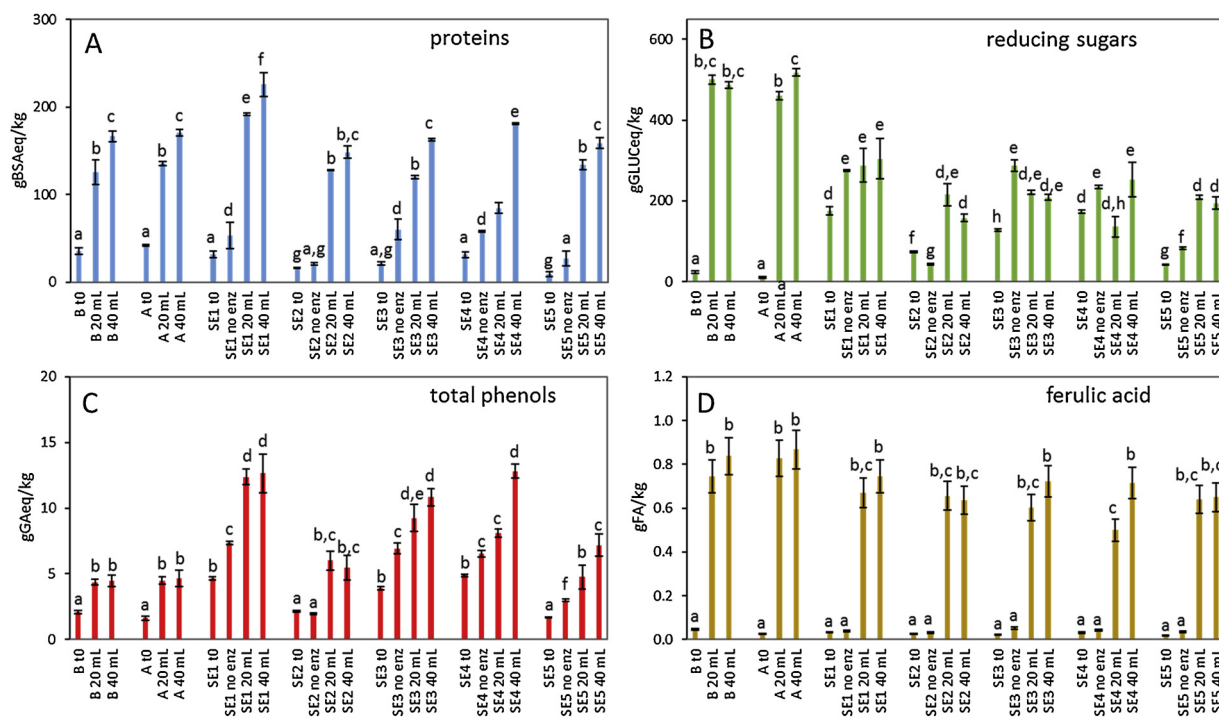 A
proteins
gBSAeq/kg
300
200
100
0
a b c a b c a d e f g a,g b b,c a,g d b c a d e g a b c
B t0
B 20 mL
B 40 mL
A t0
A 20 mL
A 40 mL
SE1 t0
SE1 no enz
SE1 20 mL
SE1 40 mL
SE2 t0
SE2 no enz
SE2 20 mL
SE2 40 mL
SE3 t0
SE3 no enz
SE3 20 mL
SE3 40 mL
SE4 t0
SE4 no enz
SE4 20 mL
SE4 40 mL
SE5 t0
SE5 no enz
SE5 20 mL
SE5 40 mL
B
reducing sugars
gGLUCeq/kg
600
400
200
0
a b,c b,c a b c d e e e f g d,e d h e d,e d,e d e d,h e g f d d
a
B t0
B 20 mL
B 40 mL
A t0
A 20 mL
A 40 mL
SE1 t0
SE1 no enz
SE1 20 mL
SE1 40 mL
SE2 t0
SE2 no enz
SE2 20 mL
SE2 40 mL
SE3 t0
SE3 no enz
SE3 20 mL
SE3 40 mL
SE4 t0
SE4 no enz
SE4 20 mL
SE4 40 mL
SE5 t0
SE5 no enz
SE5 20 mL
SE5 40 mL
C
total phenols
gGAeq/kg
20
15
10
5
0
a b b a b b b c d d a a b,c b,c b c d,e d b c c d a f b c
B t0
B 20 mL
B 40 mL
A t0
A 20 mL
A 40 mL
SE1 t0
SE1 no enz
SE1 20 mL
SE1 40 mL
SE2 t0
SE2 no enz
SE2 20 mL
SE2 40 mL
SE3 t0
SE3 no enz
SE3 20 mL
SE3 40 mL
SE4 t0
SE4 no enz
SE4 20 mL
SE4 40 mL
SE5 t0
SE5 no enz
SE5 20 mL
SE5 40 mL
D
ferulic acid
gFA/kg
1.2
1.0
0.8
0.6
0.4
0.2
0.0
a b b a b b a a b,c b a a b,c b,c a a b,c b a a c b a a b,c b,c
B t0
B 20 mL
B 40 mL
A t0
A 20 mL
A 40 mL
SE1 t0
SE1 no enz
SE1 20 mL
SE1 40 mL
SE2 t0
SE2 no enz
SE2 20 mL
SE2 40 mL
SE3 t0
SE3 no enz
SE3 20 mL
SE3 40 mL
SE4 t0
SE4 no enz
SE4 20 mL
SE4 40 mL
SE5 t0
SE5 no enz
SE5 20 mL
SE5 40 mL